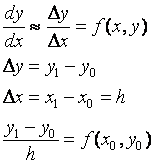 dy/dx ≈ Δy/Δx = f(x, y)
Δy = y₁ − y₀
Δx = x₁ − x₀ = h
(y₁ − y₀)/h = f(x₀, y₀)